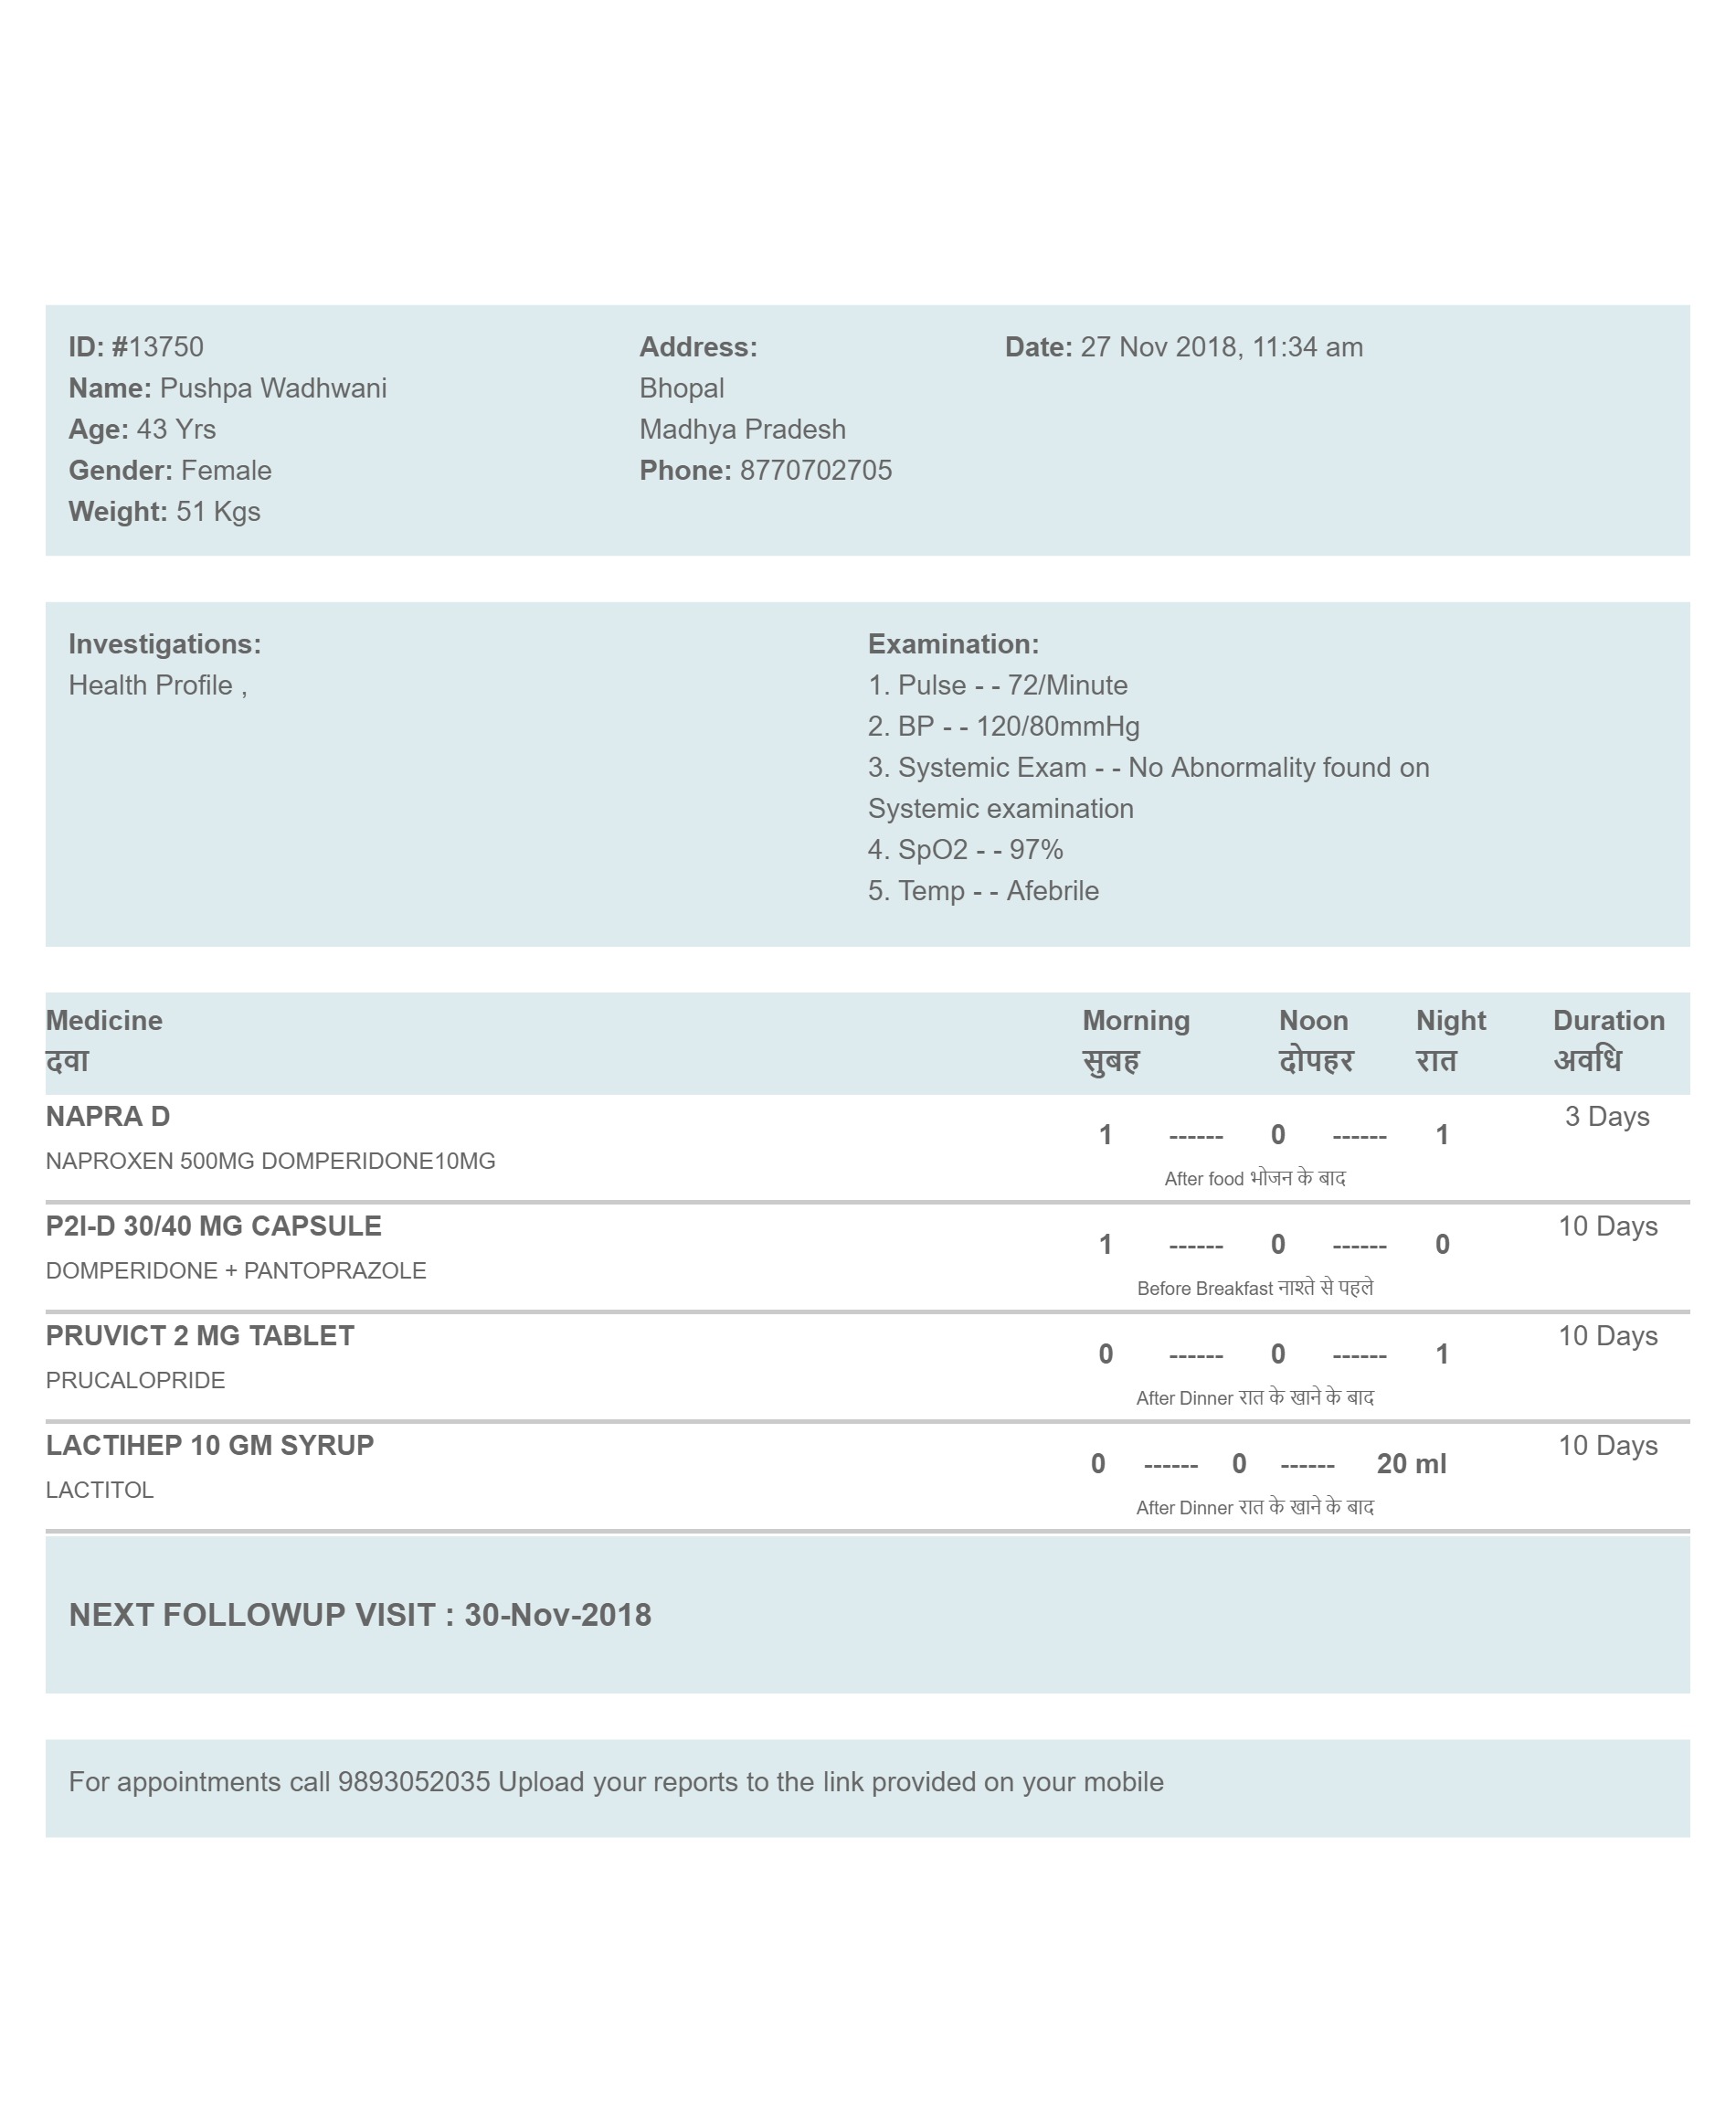 ID: #13750
Name: Pushpa Wadhwani
Age: 43 Yrs
Gender: Female
Weight: 51 Kgs
Address:
Bhopal
Madhya Pradesh
Phone: 8770702705
Date: 27 Nov 2018, 11:34 am
Investigations:
Health Profile ,
Examination:
1. Pulse - - 72/Minute
2. BP - - 120/80mmHg
3. Systemic Exam - - No Abnormality found on
Systemic examination
4. SpO2 - - 97%
5. Temp - - Afebrile
Medicine Morning Noon Night Duration
दवा सुबह दोपहर रात अवधि
NAPRA D 1 ------ 0 ------ 1 3 Days
NAPROXEN 500MG DOMPERIDONE10MG After food भोजन के बाद
P2I-D 30/40 MG CAPSULE 1 ------ 0 ------ 0 10 Days
DOMPERIDONE + PANTOPRAZOLE Before Breakfast नाश्ते से पहले
PRUVICT 2 MG TABLET 0 ------ 0 ------ 1 10 Days
PRUCALOPRIDE After Dinner रात के खाने के बाद
LACTIHEP 10 GM SYRUP 0 ------ 0 ------ 20 ml 10 Days
LACTITOL After Dinner रात के खाने के बाद
NEXT FOLLOWUP VISIT : 30-Nov-2018
For appointments call 9893052035 Upload your reports to the link provided on your mobile